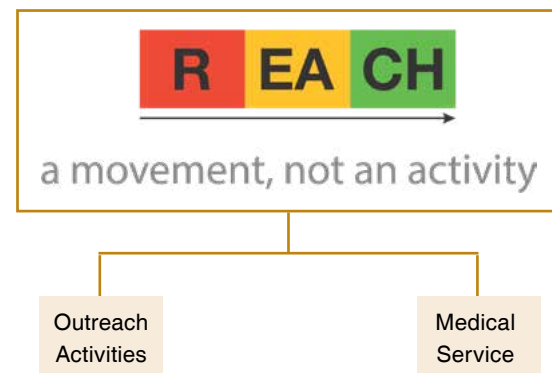 R EA CH
a movement, not an activity
Outreach
Activities
Medical
Service